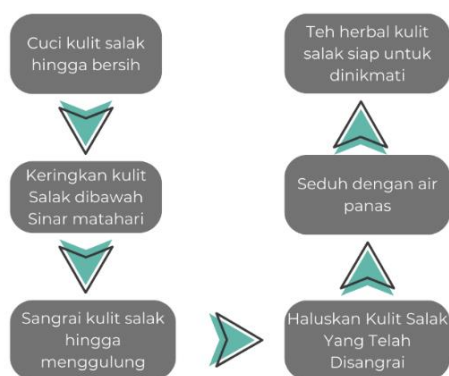 Cuci kulit salak
hingga bersih
Keringkan kulit
Salak dibawah
Sinar matahari
Sangrai kulit salak
hingga
menggulung
Haluskan Kulit Salak
Yang Telah
Disangrai
Seduh dengan air
panas
Teh herbal kulit
salak siap untuk
dinikmati